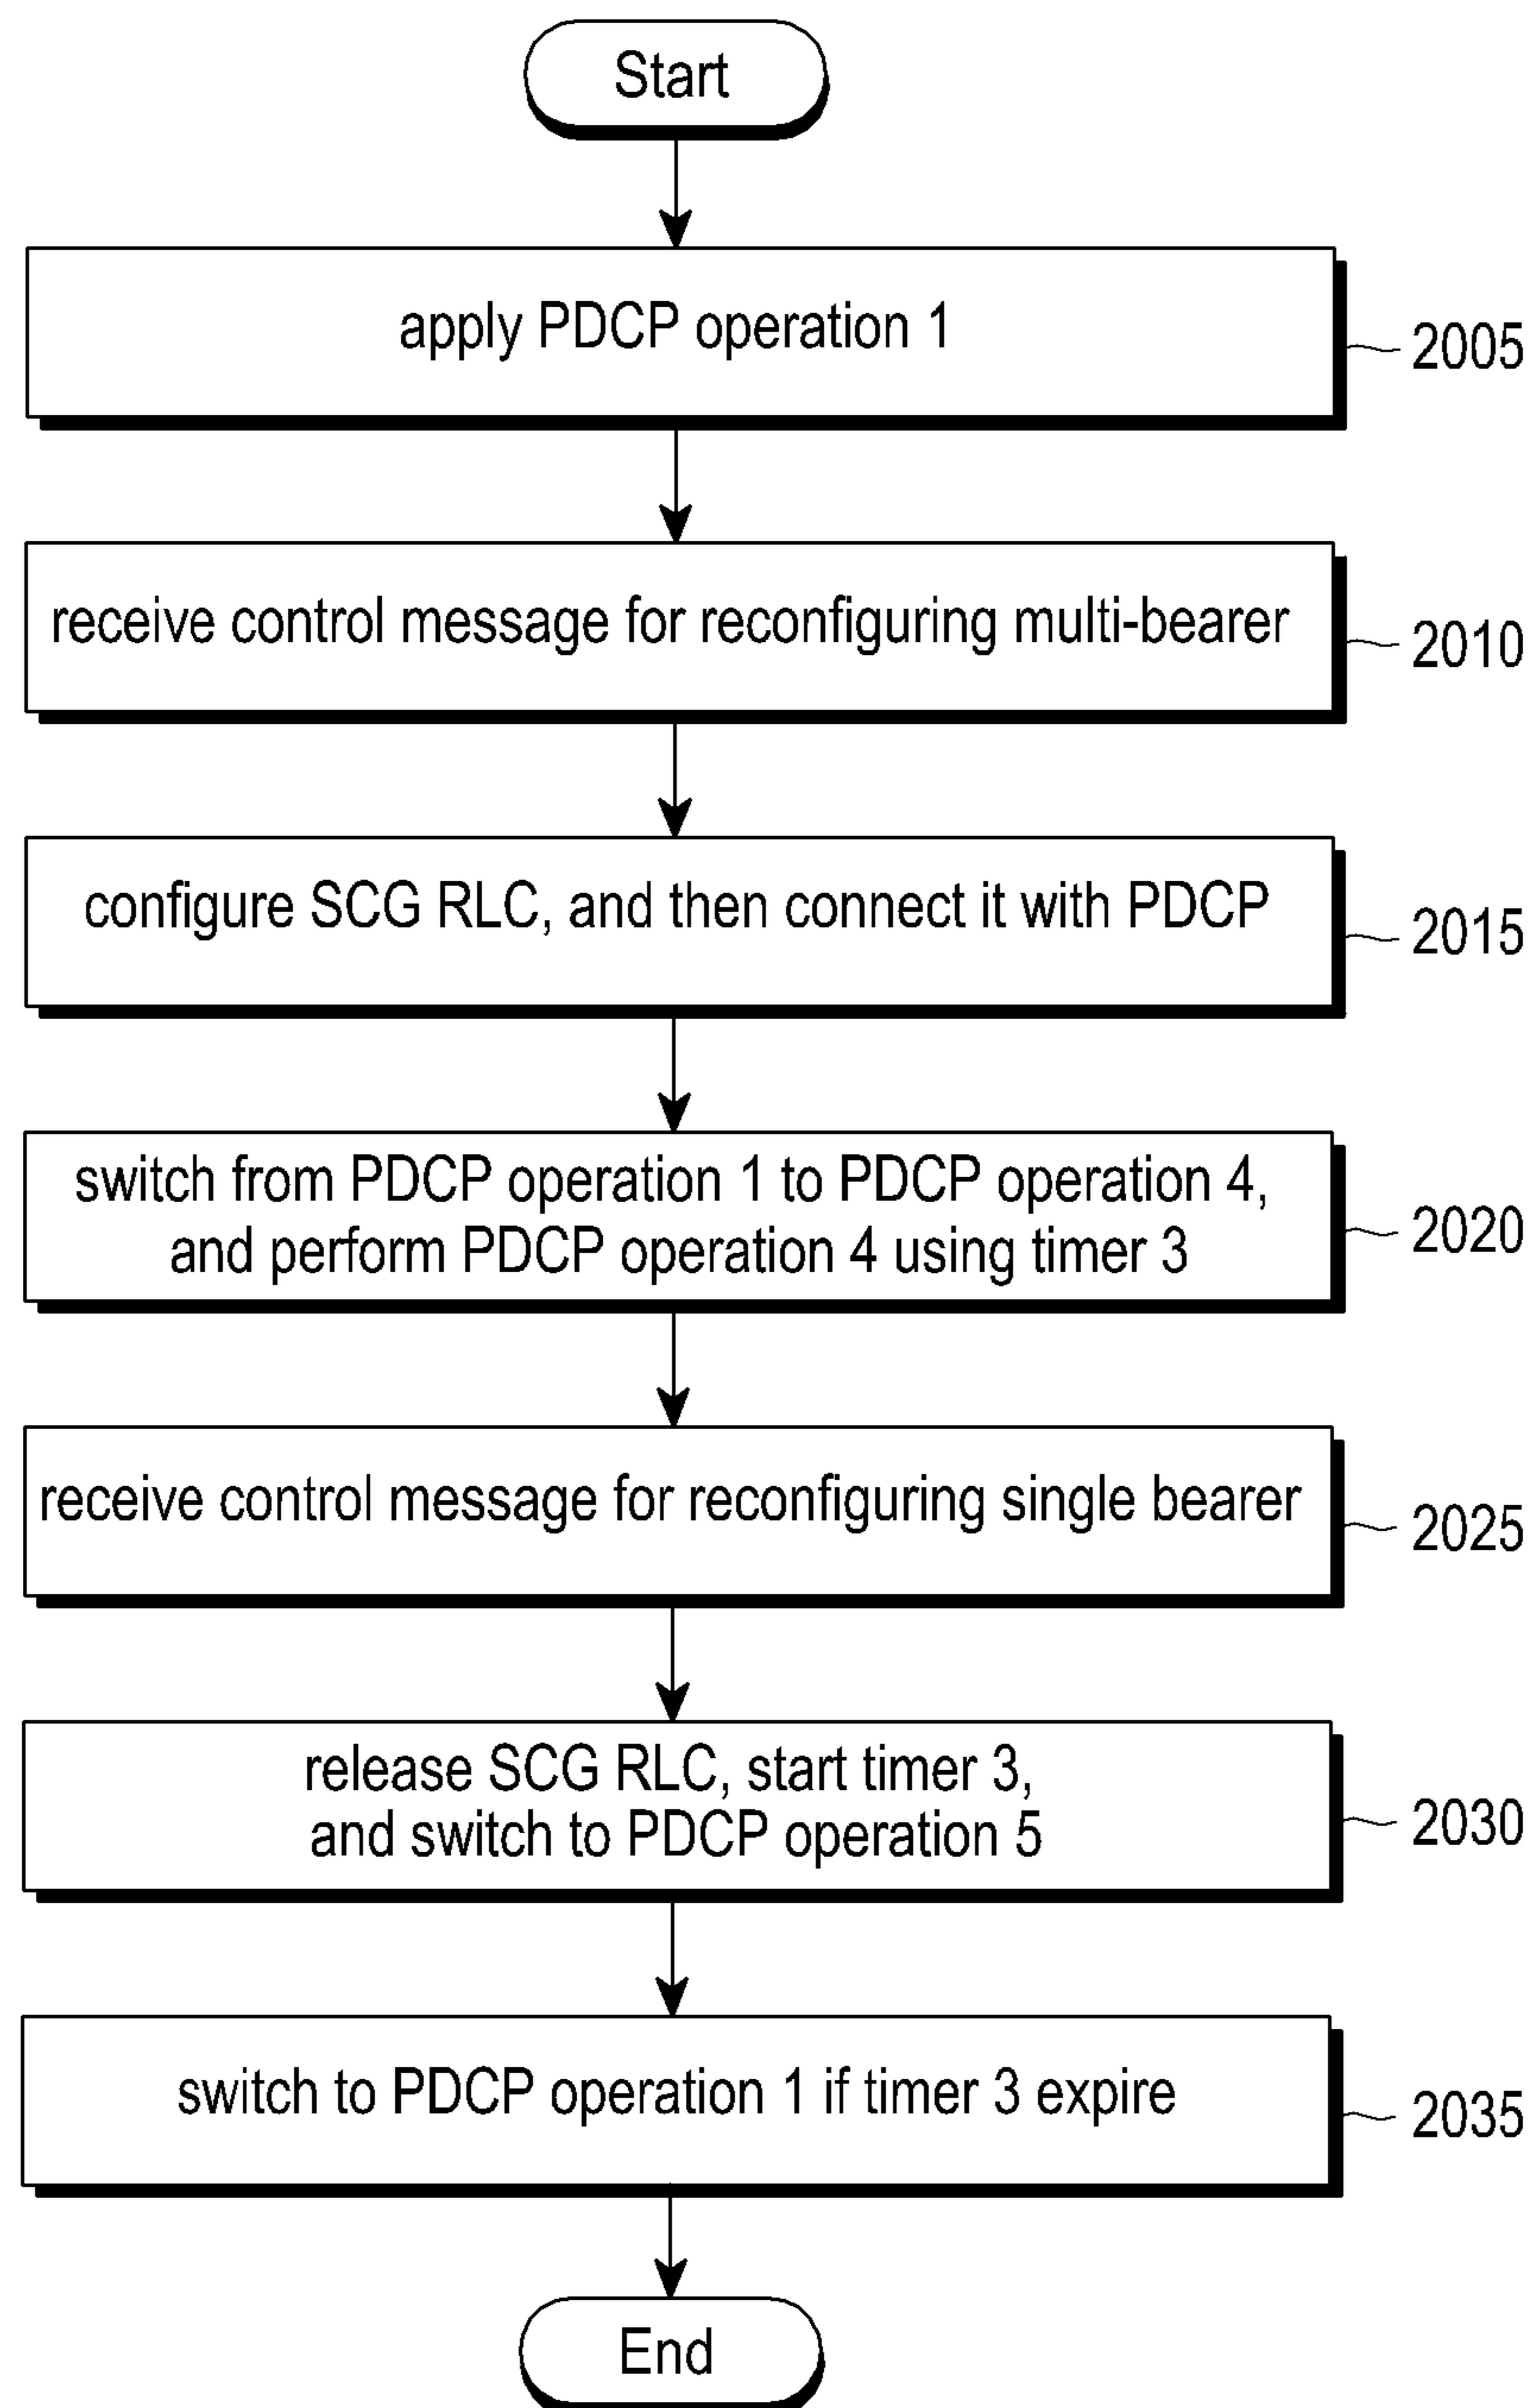 Start
apply PDCP operation 1
2005
receive control message for reconfiguring multi-bearer
2010
configure SCG RLC, and then connect it with PDCP
2015
switch from PDCP operation 1 to PDCP operation 4,
and perform PDCP operation 4 using timer 3
2020
receive control message for reconfiguring single bearer
2025
release SCG RLC, start timer 3,
and switch to PDCP operation 5
2030
switch to PDCP operation 1 if timer 3 expire
2035
End